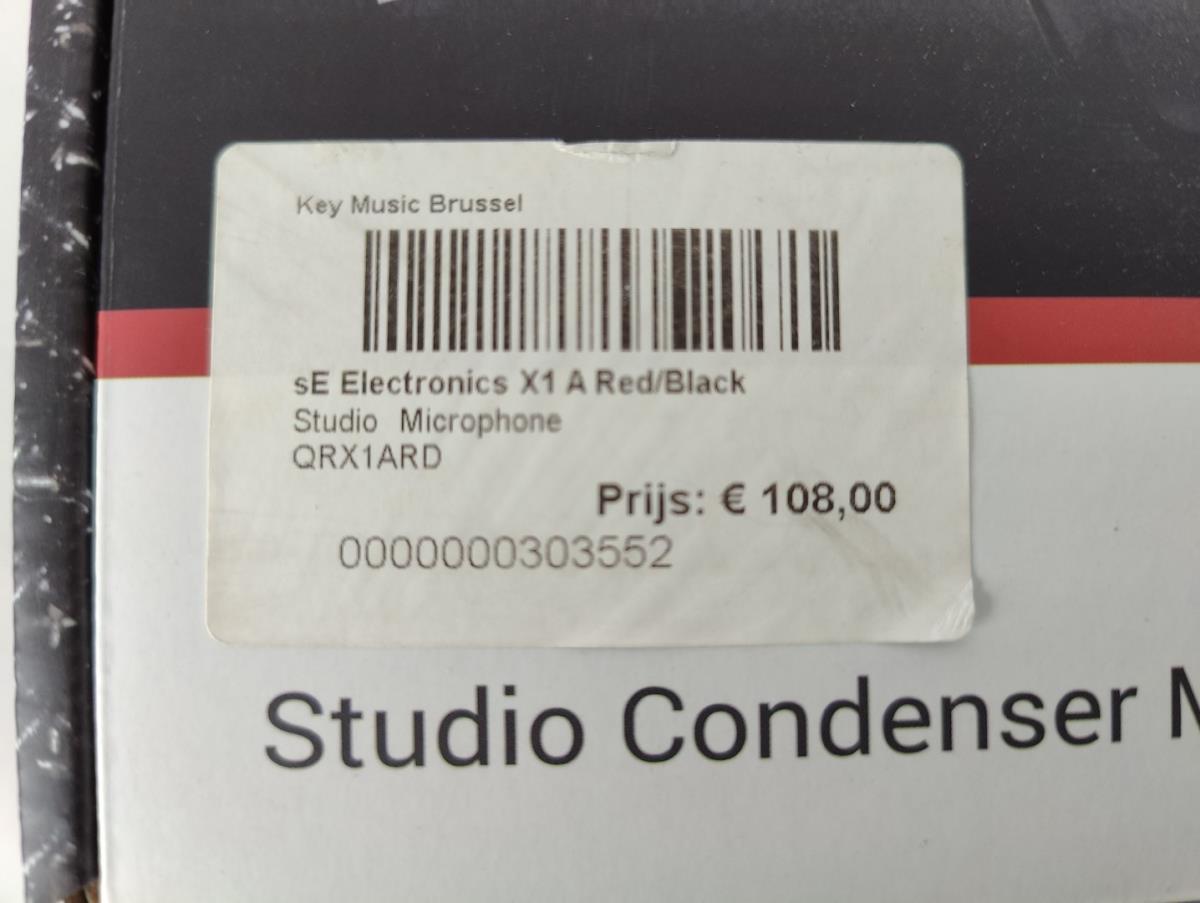 Key Music Brussel
sE Electronics X1 A Red/Black
Studio Microphone
QRX1ARD
Prijs: € 108,00
0000000303552
Studio Condenser